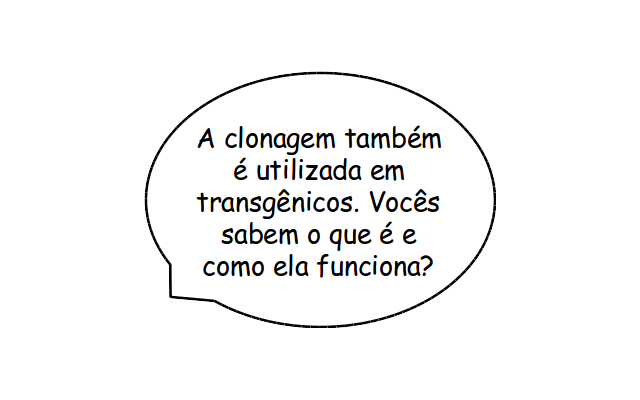 A clonagem também
é utilizada em
transgênicos. Vocês
sabem o que é e
como ela funciona?